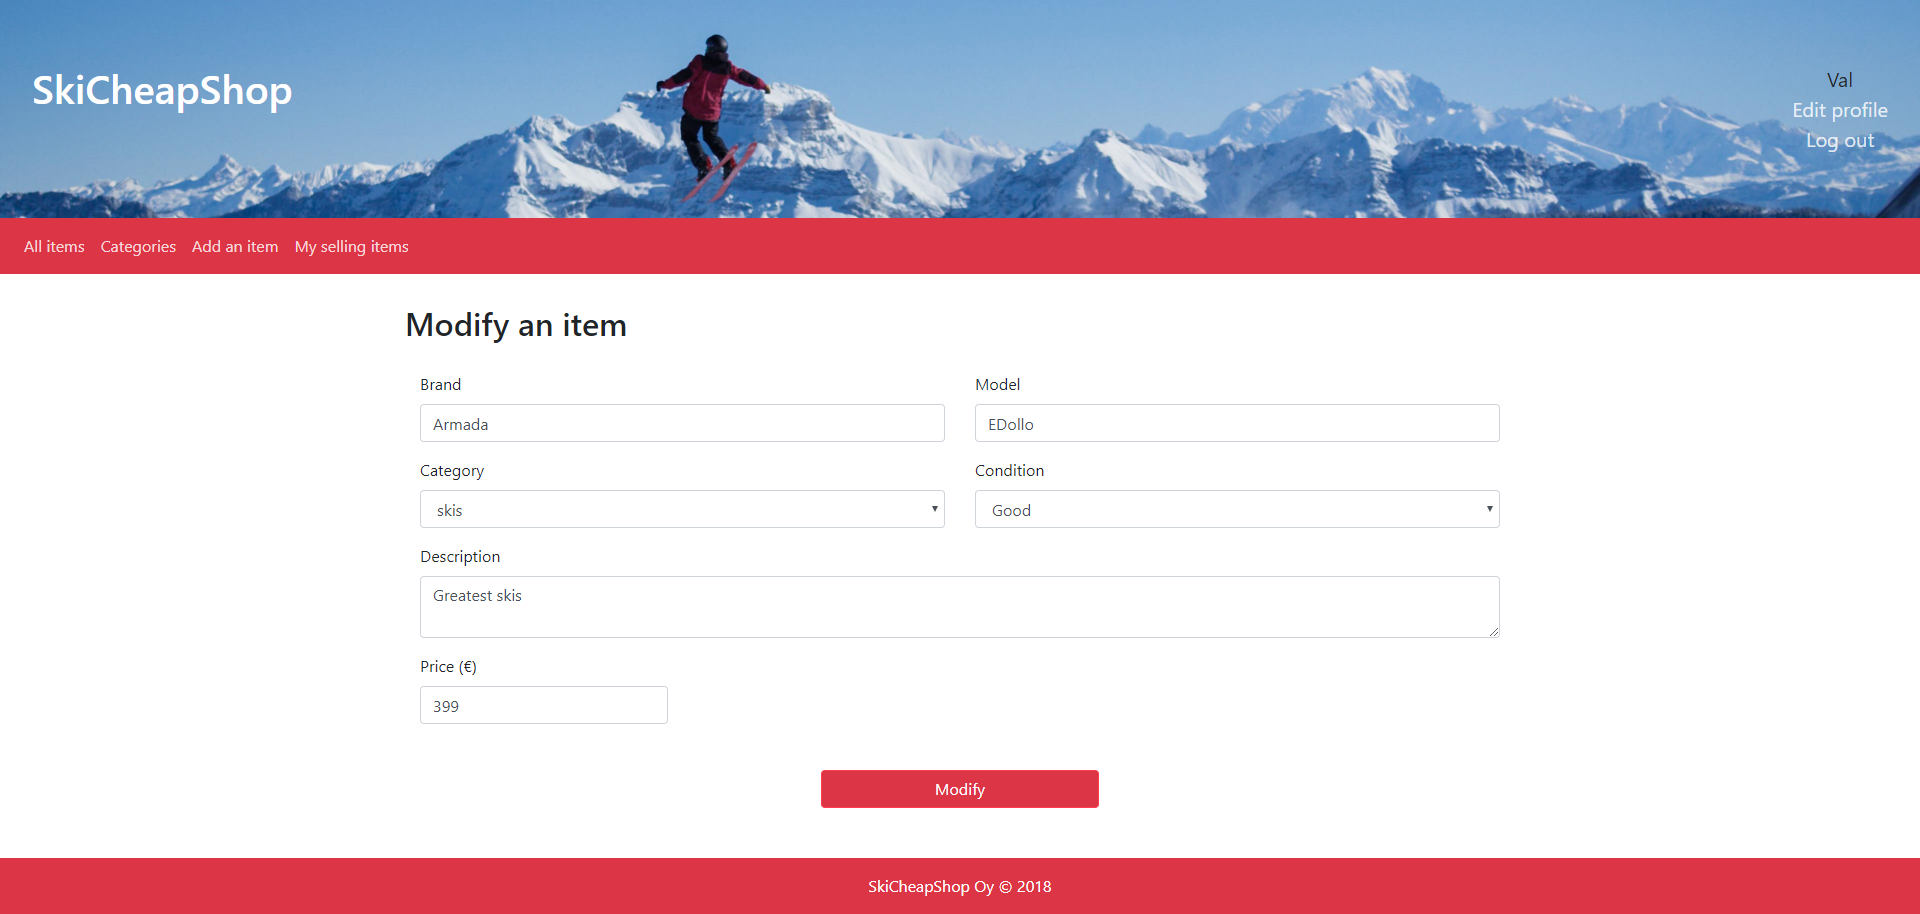 SkiCheapShop
Val
Edit profile
Log out
All items Categories Add an item My selling items
Modify an item
Brand Model
Armada EDollo
Category Condition
skis Good
Description
Greatest skis
Price (€)
399
Modify
SkiCheapShop Oy © 2018